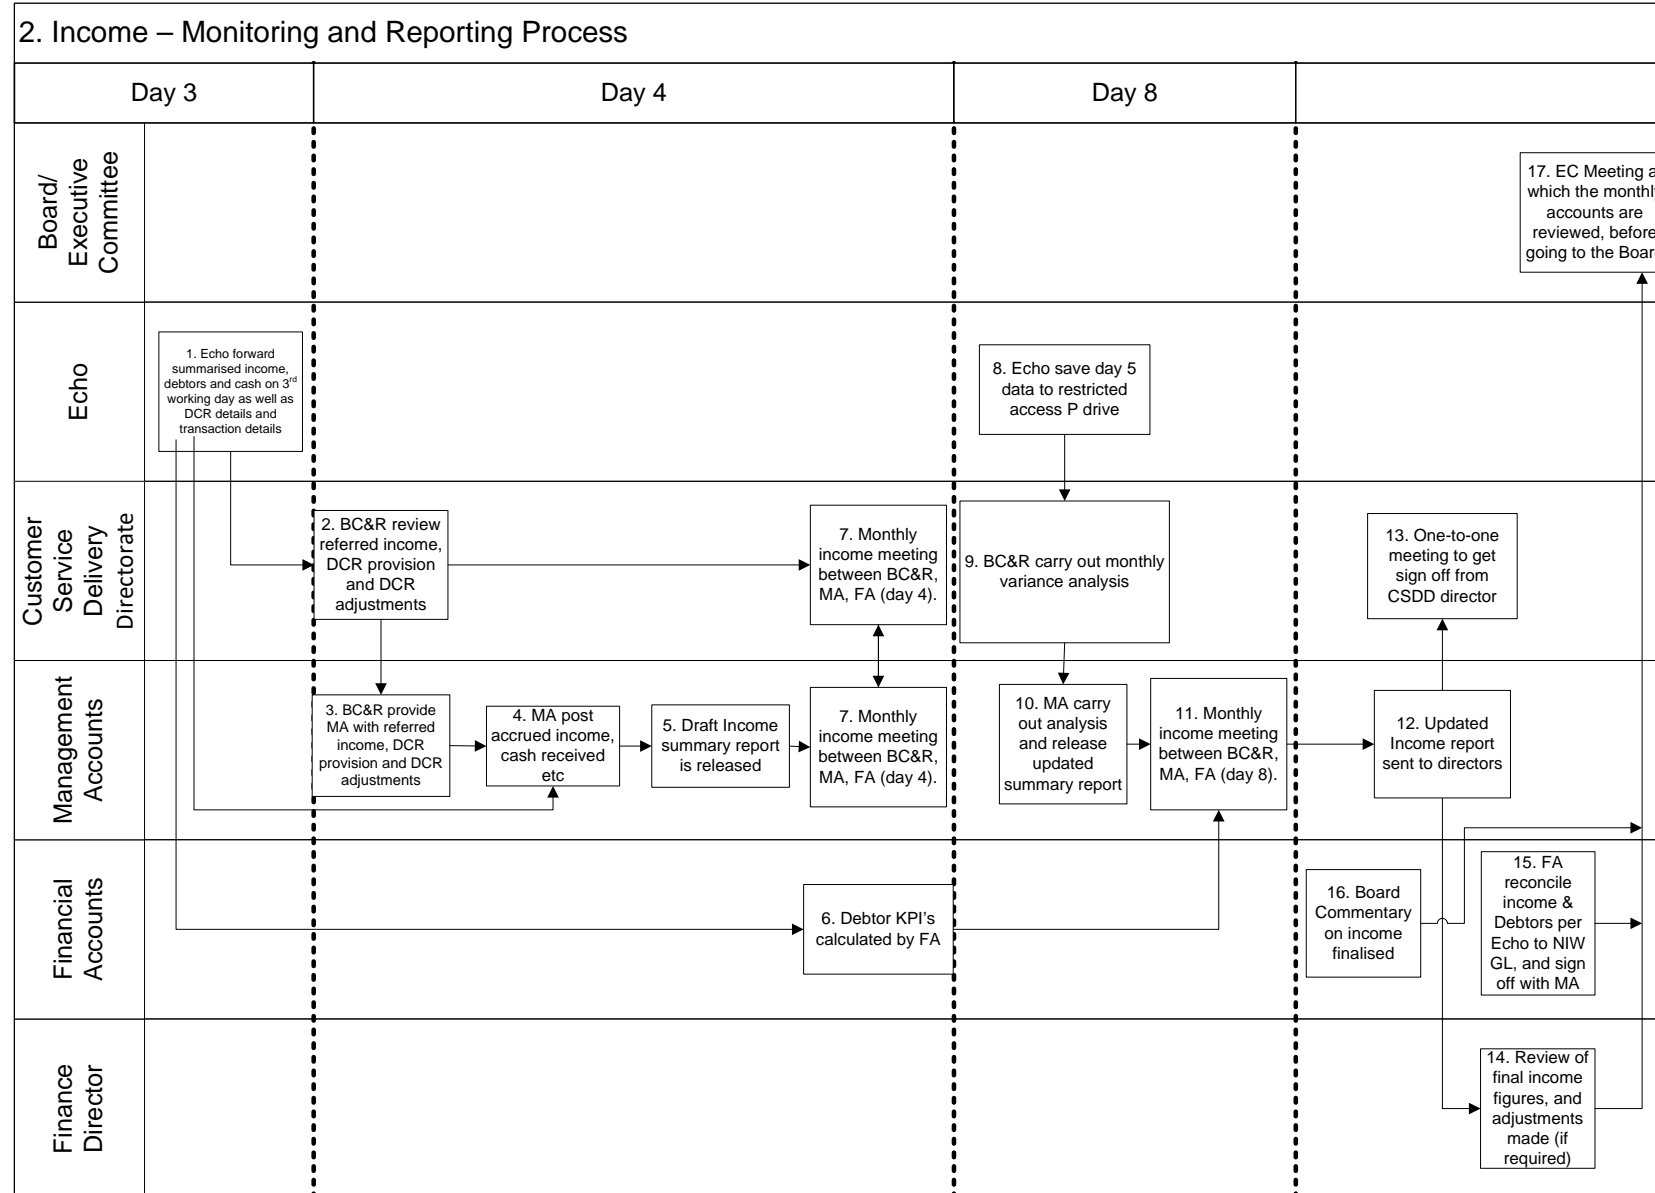 2. Income – Monitoring and Reporting Process
Day 3
Day 4
Day 8
Board/
Executive
Committee
17. EC Meeting a
which the monthly
accounts are
reviewed, before
going to the Board
Echo
1. Echo forward
summarised income,
debtors and cash on 3rd
working day as well as
DCR details and
transaction details
8. Echo save day 5
data to restricted
access P drive
Customer
Service
Delivery
Directorate
2. BC&R review
referred income,
DCR provision
and DCR
adjustments
7. Monthly
income meeting
between BC&R,
MA, FA (day 4).
9. BC&R carry out monthly
variance analysis
13. One-to-one
meeting to get
sign off from
CSDD director
Management
Accounts
3. BC&R provide
MA with referred
income, DCR
provision and DCR
adjustments
4. MA post
accrued income,
cash received
etc
5. Draft Income
summary report
is released
7. Monthly
income meeting
between BC&R,
MA, FA (day 4).
10. MA carry
out analysis
and release
updated
summary report
11. Monthly
income meeting
between BC&R,
MA, FA (day 8).
12. Updated
Income report
sent to directors
Financial
Accounts
6. Debtor KPI's
calculated by FA
16. Board
Commentary
on income
finalised
15. FA
reconcile
income &
Debtors per
Echo to NIW
GL, and sign
off with MA
Finance
Director
14. Review of
final income
figures, and
adjustments
made (if
required)